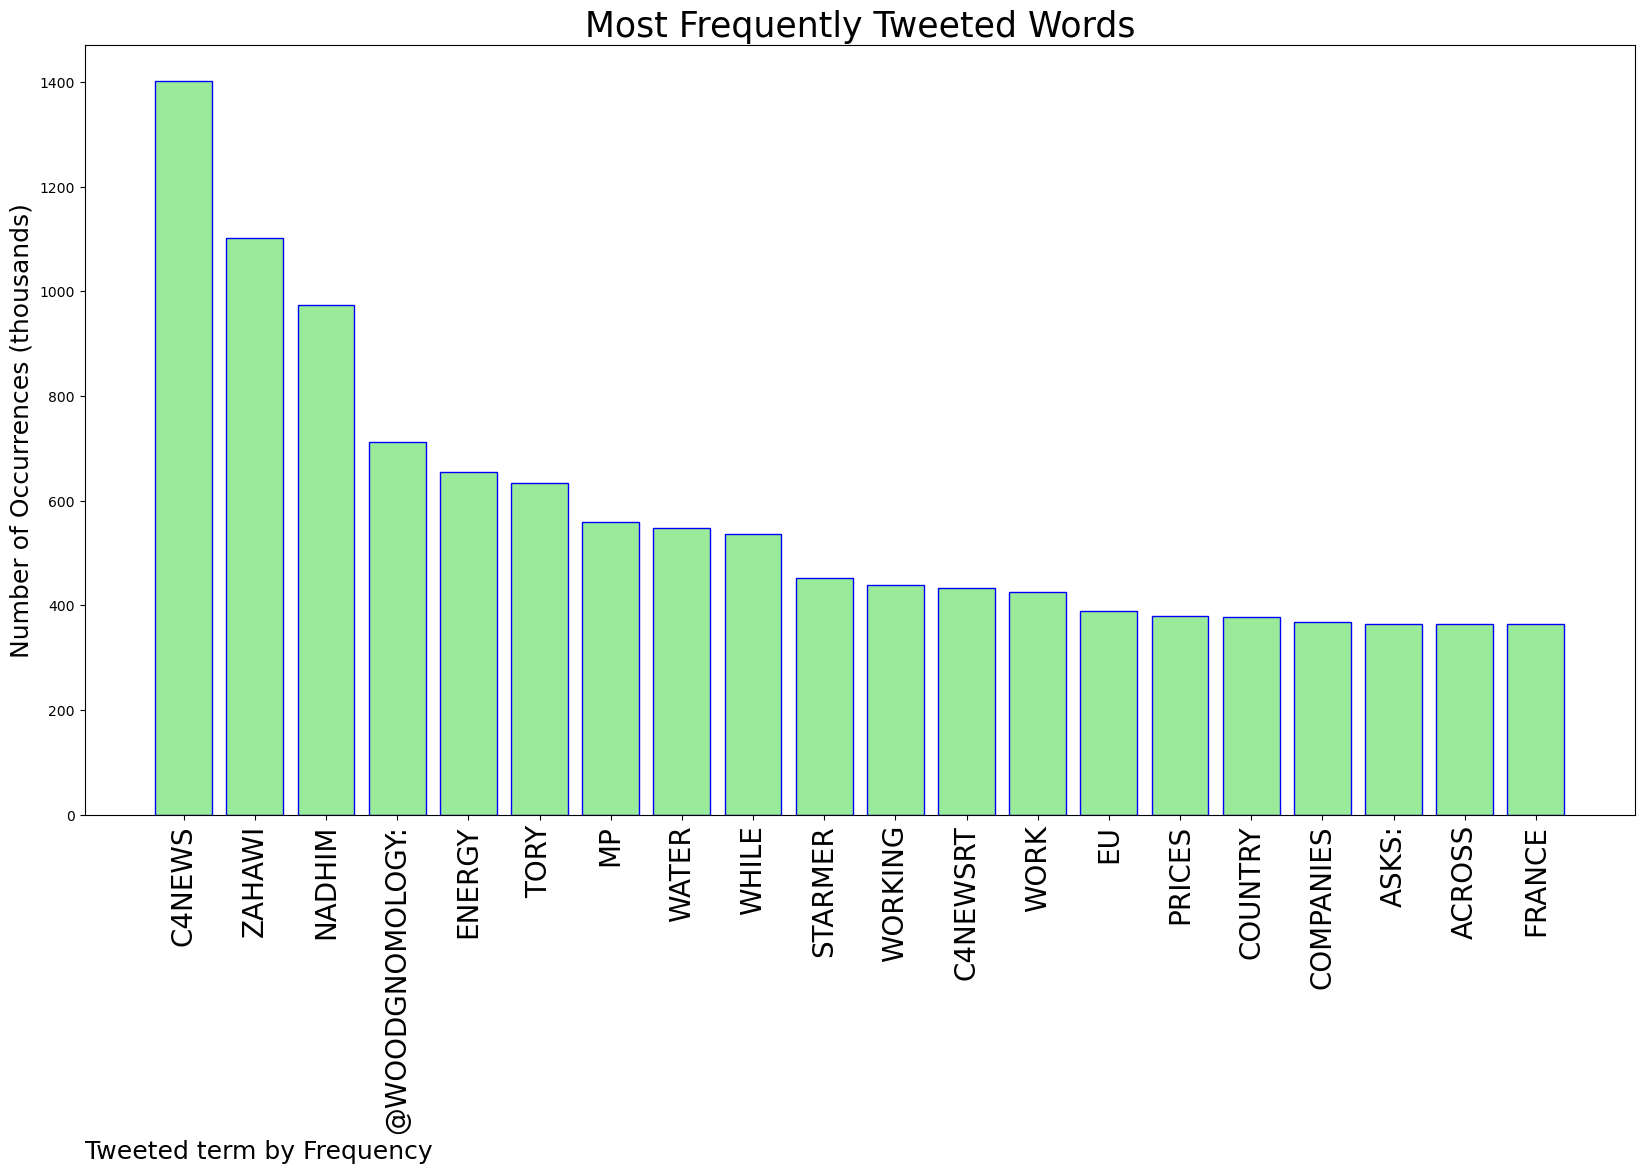 Most Frequently Tweeted Words
Number of Occurrences (thousands)
1400
1200
1000
800
600
400
200
0
C4NEWS
ZAHAWI
NADHIM
@WOODGNOMOLOGY:
ENERGY
TORY
MP
WATER
WHILE
STARMER
WORKING
C4NEWSRT
WORK
EU
PRICES
COUNTRY
COMPANIES
ASKS:
ACROSS
FRANCE
Tweeted term by Frequency